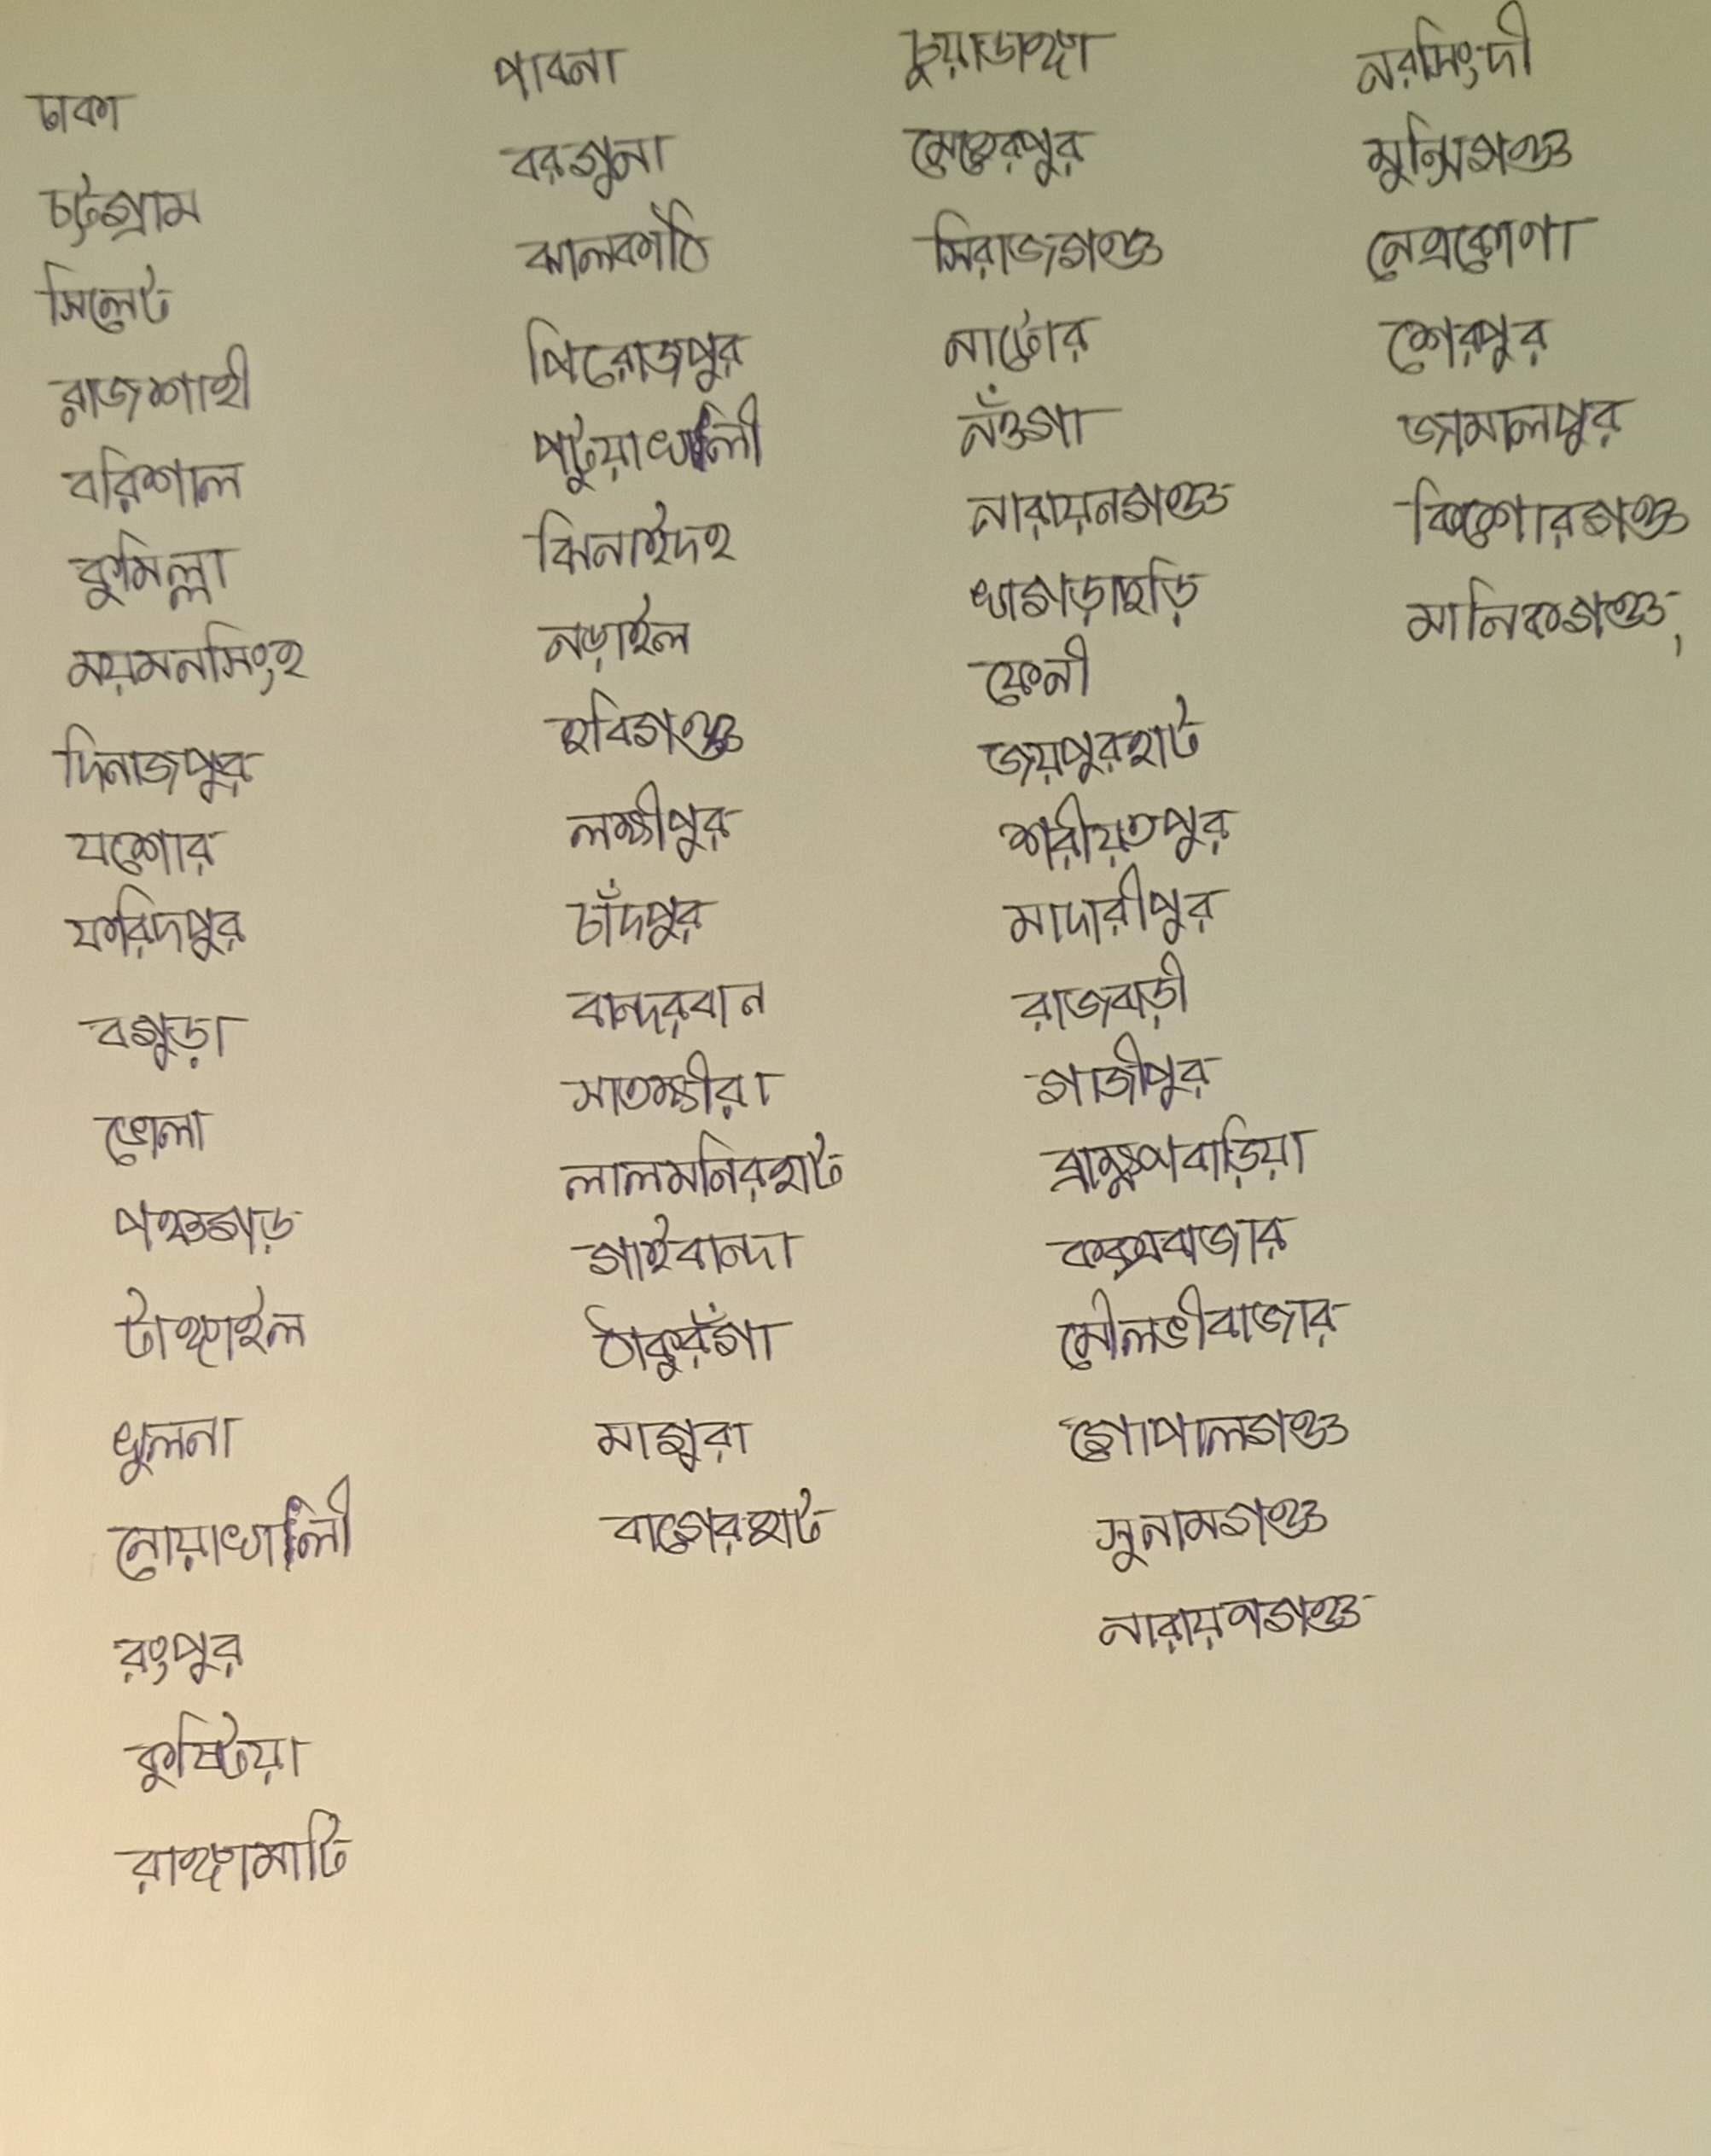 ঢাকা
চট্টগ্রাম
সিলেট
রাজশাহী
বরিশাল
কুমিল্লা
ময়মনসিংহ
দিনাজপুর
যশোর
ফরিদপুর
বগুড়া
ভোলা
পঞ্চগড়
টাঙ্গাইল
খুলনা
নোয়াখালী
রংপুর
কুষ্টিয়া
রাঙ্গামাটি
পাবনা
বরগুনা
ঝালকাঠি
পিরোজপুর
পটুয়াখালী
ঝিনাইদহ
নড়াইল
হবিগঞ্জ
লক্ষীপুর
চাঁদপুর
বান্দরবান
সাতক্ষীরা
লালমনিরহাট
গাইবান্দা
ঠাকুরগাঁ
মাগুরা
বাগেরহাট
চুয়াডাঙ্গা
মেহেরপুর
সিরাজগঞ্জ
নাটোর
নওঁগা
নারায়নগঞ্জ
খাগড়াছড়ি
ফেনী
জয়পুরহাট
শরীয়তপুর
মাদারীপুর
রাজবাড়ী
গাজীপুর
ব্রাহ্মণবাড়িয়া
কক্সবাজার
মৌলভীবাজার
গোপালগঞ্জ
সুনামগঞ্জ
নারায়ণগঞ্জ
নরসিংদী
মুন্সিগঞ্জ
নেত্রকোণা
শেরপুর
জামালপুর
কিশোরগঞ্জ
মানিকগঞ্জ,